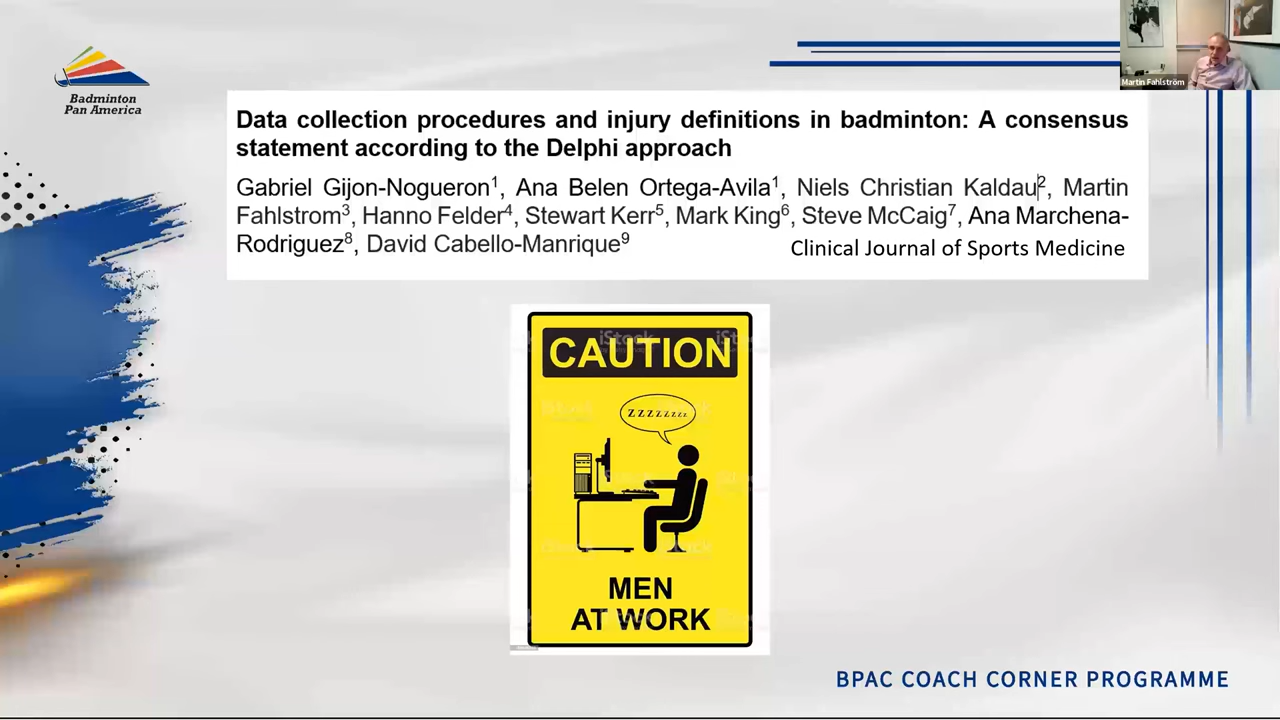 Badminton
Pan America
Martin Fahlström
Data collection procedures and injury definitions in badminton: A consensus
statement according to the Delphi approach
Gabriel Gijon-Nogueron1, Ana Belen Ortega-Avila1, Niels Christian Kaldau2, Martin
Fahlstrom3, Hanno Felder4, Stewart Kerr5, Mark King6, Steve McCaig7, Ana Marchena-
Rodriguez8, David Cabello-Manrique9
Clinical Journal of Sports Medicine
iStock
CAUTION
zzzzzzzz
MEN
AT WORK
BPAC COACH CORNER PROGRAMME